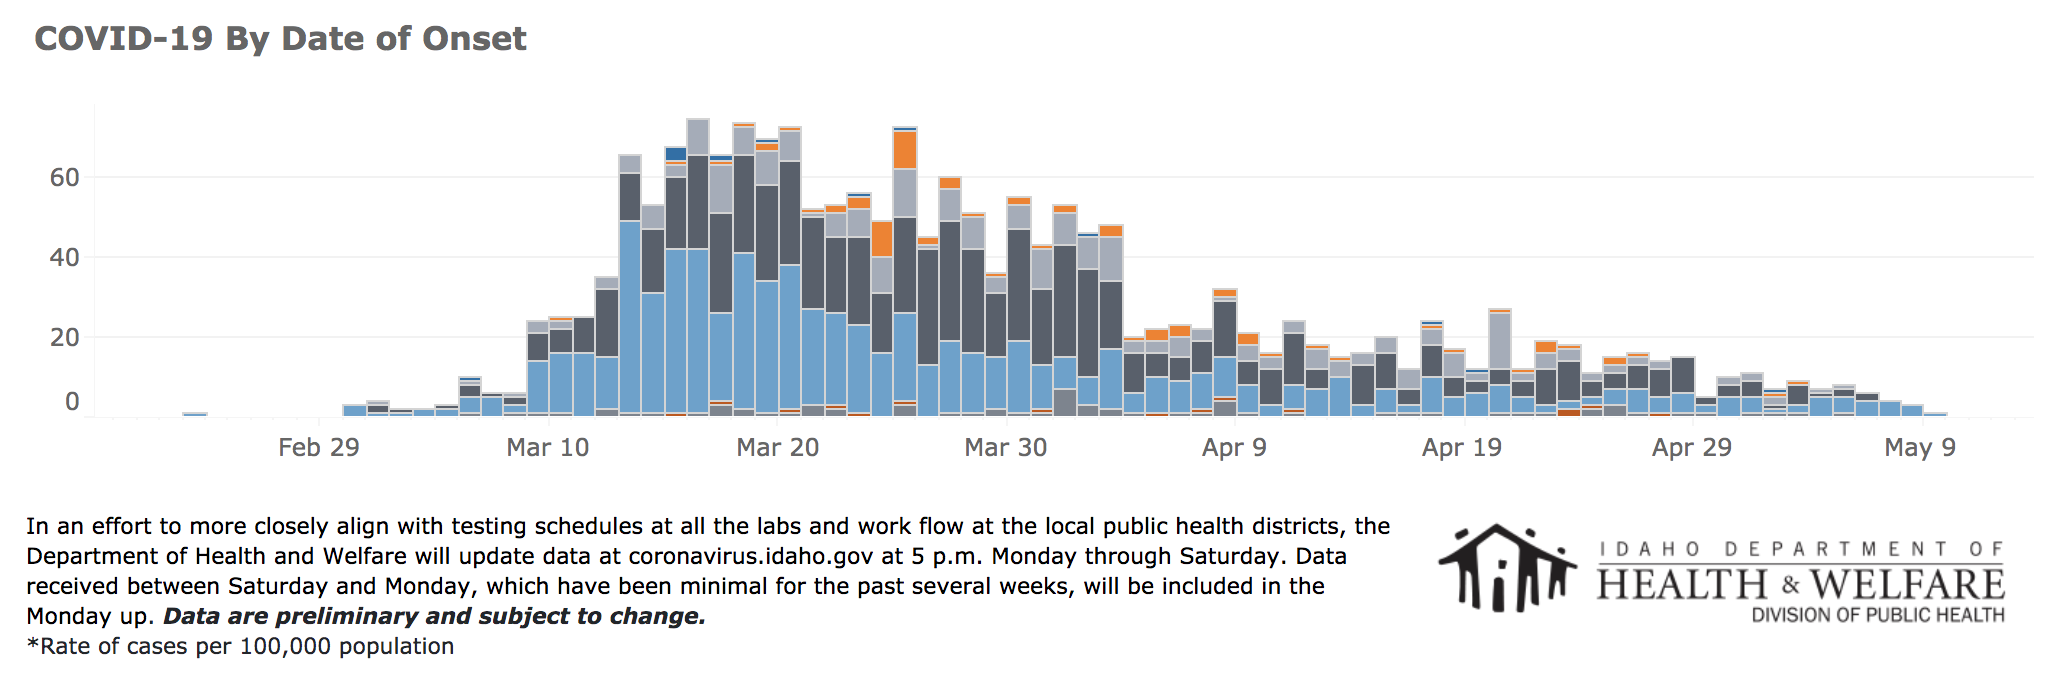 COVID-19 By Date of Onset
60
40
20
0
Feb 29 Mar 10 Mar 20 Mar 30 Apr 9 Apr 19 Apr 29 May 9
In an effort to more closely align with testing schedules at all the labs and work flow at the local public health districts, the
Department of Health and Welfare will update data at coronavirus.idaho.gov at 5 p.m. Monday through Saturday. Data
received between Saturday and Monday, which have been minimal for the past several weeks, will be included in the
Monday up. Data are preliminary and subject to change.
*Rate of cases per 100,000 population
IDAHO DEPARTMENT OF
HEALTH & WELFARE
DIVISION OF PUBLIC HEALTH